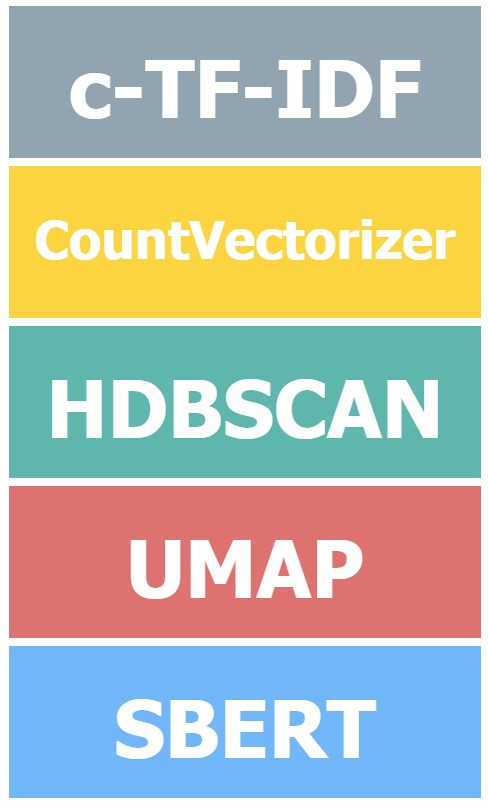 c-TF-IDF
CountVectorizer
HDBSCAN
UMAP
SBERT